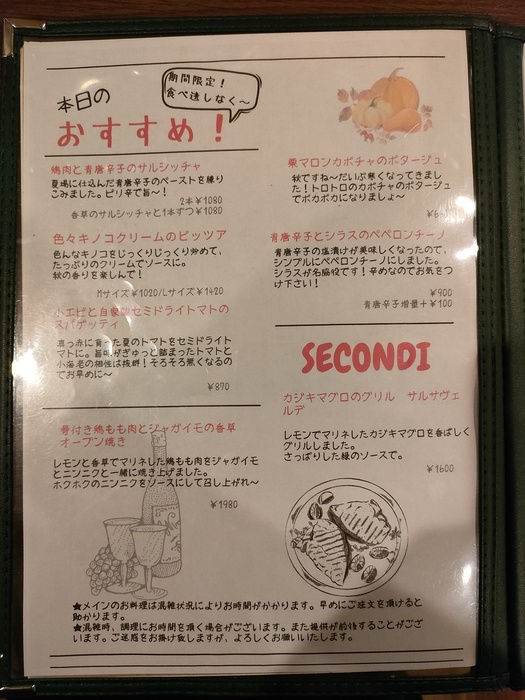 本日の
おすすめ！
期間限定！
食べ逃しなく〜
鶏肉と青唐辛子のサルシッチャ
夏場に仕込んだ青唐辛子のペーストを練り
こみました。ピリ辛で旨〜！
2本￥1080
香草のサルシッチャと1本ずつ￥1080
色々キノコクリームのピッツア
色んなキノコをじっくりじっくり炒めて、
たっぷりのクリームでソースに。
秋の香りを楽しんで！
Mサイズ￥1020/Lサイズ￥1420
小エビと自家製セミドライトマトの
スパゲッティ
真っ赤に育った夏のトマトをセミドライト
マトに。旨味がぎゅっと詰まったトマトと
小海老の相性は抜群！そろそろ無くなるの
でお早めに〜
￥870
骨付き鶏もも肉とジャガイモの香草
オーブン焼き
レモンと香草でマリネした鶏もも肉をジャガイモ
とニンニクと一緒に焼き上げました。
ホクホクのニンニクをソースにして召し上がれ〜
￥1980
栗マロンカボチャのポタージュ
秋ですね〜だいぶ寒くなってきまし
た！トロトロのカボチャのポタージュ
でポカポカになりましょ〜
青唐辛子とシラスのペペロンチーノ
青唐辛子の塩漬けが美味しくなったので、
シンプルにペペロンチーノにしました。
シラスが名脇役です！辛めなのでお気をつ
け下さい！
￥900
青唐辛子増量＋￥100
SECONDI
カジキマグロのグリル　サルサヴェ
ルデ
レモンでマリネしたカジキマグロを香ばしく
グリルしました。
さっぱりした緑のソースで。
￥1600
★メインのお料理は混雑状況によりお時間がかかります。早めにご注文を頂けると
助かります。
★混雑時、調理にお時間を頂く場合がございます。また提供が前後することがござ
います。ご迷惑をお掛け致しますが、よろしくお願いいたします。